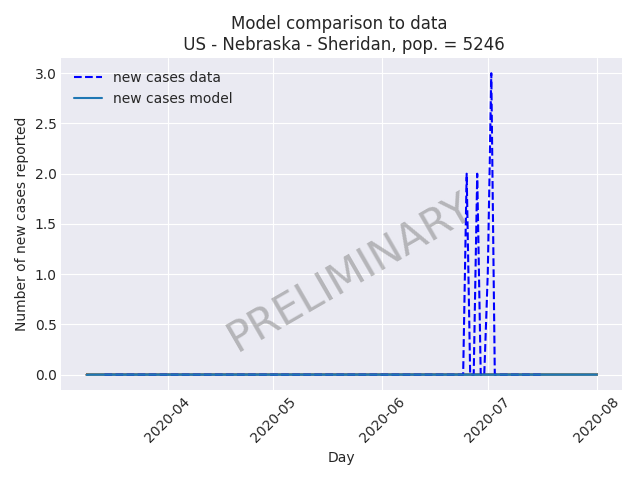 Model comparison to data
US - Nebraska - Sheridan, pop. = 5246
new cases data
new cases model
Number of new cases reported
3.0
2.5
2.0
1.5
1.0
0.5
0.0
PRELIMINARY
2020-04
2020-05
2020-06
2020-07
2020-08
Day